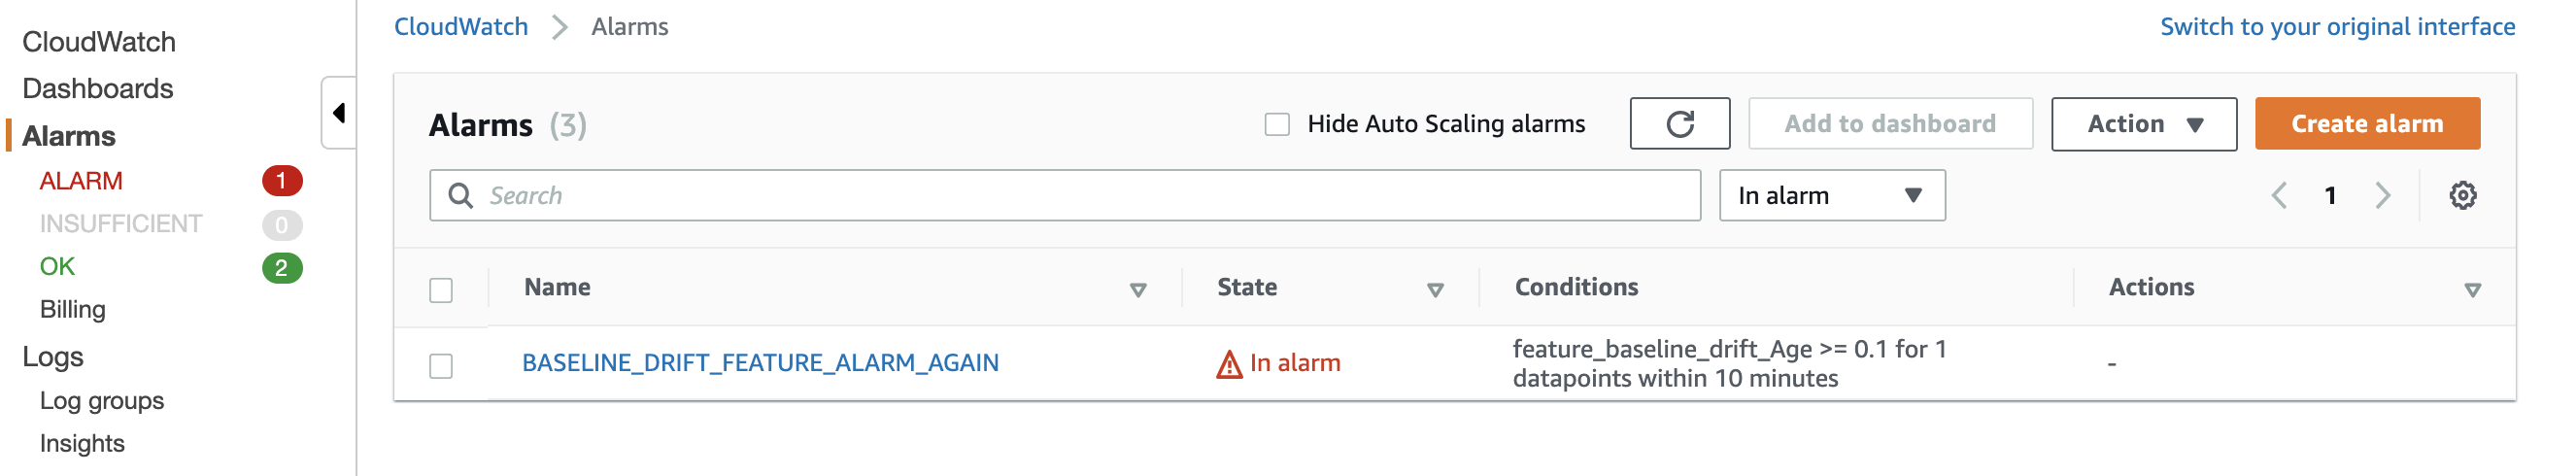 CloudWatch
Dashboards
Alarms
ALARM 1
INSUFFICIENT 0
OK 2
Billing
Logs
Log groups
Insights
CloudWatch Alarms
Switch to your original interface
Alarms (3)
Hide Auto Scaling alarms
Add to dashboard
Action
Create alarm
Search
In alarm
1
Name State Conditions Actions
BASELINE_DRIFT_FEATURE_ALARM_AGAIN
In alarm
feature_baseline_drift_Age >= 0.1 for 1
datapoints within 10 minutes
-